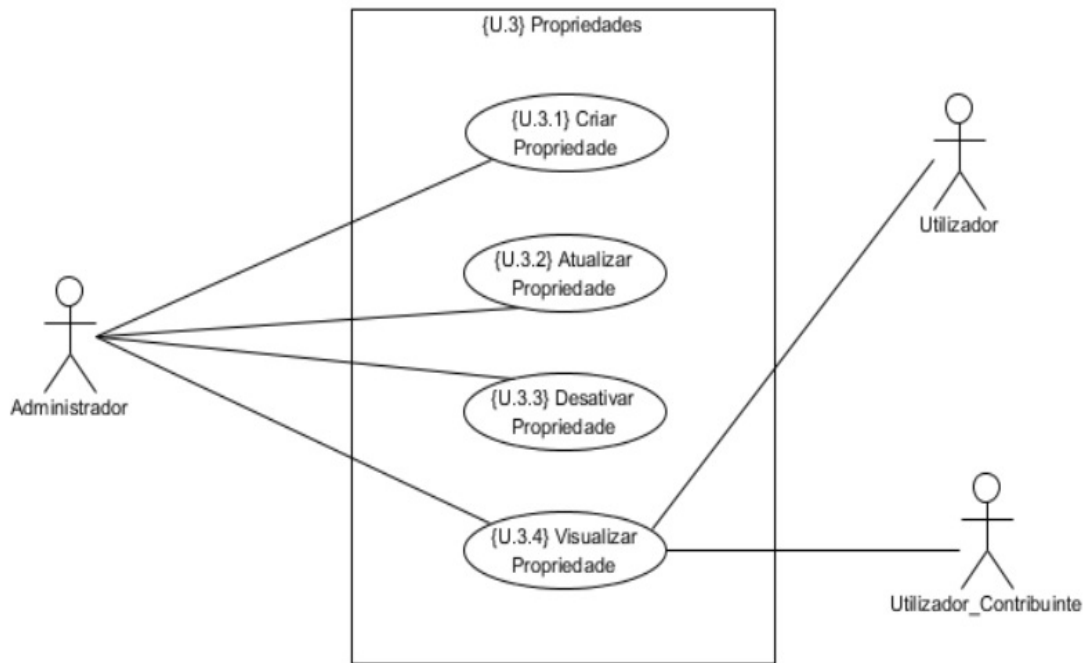 {U.3} Propriedades
{U.3.1} Criar
Propriedade
Utilizador
{U.3.2} Atualizar
Propriedade
Administrador
{U.3.3} Desativar
Propriedade
{U.3.4} Visualizar
Propriedade
Utilizador_Contribuinte